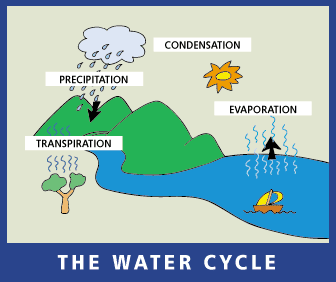 CONDENSATION
PRECIPITATION
EVAPORATION
TRANSPIRATION
THE WATER CYCLE